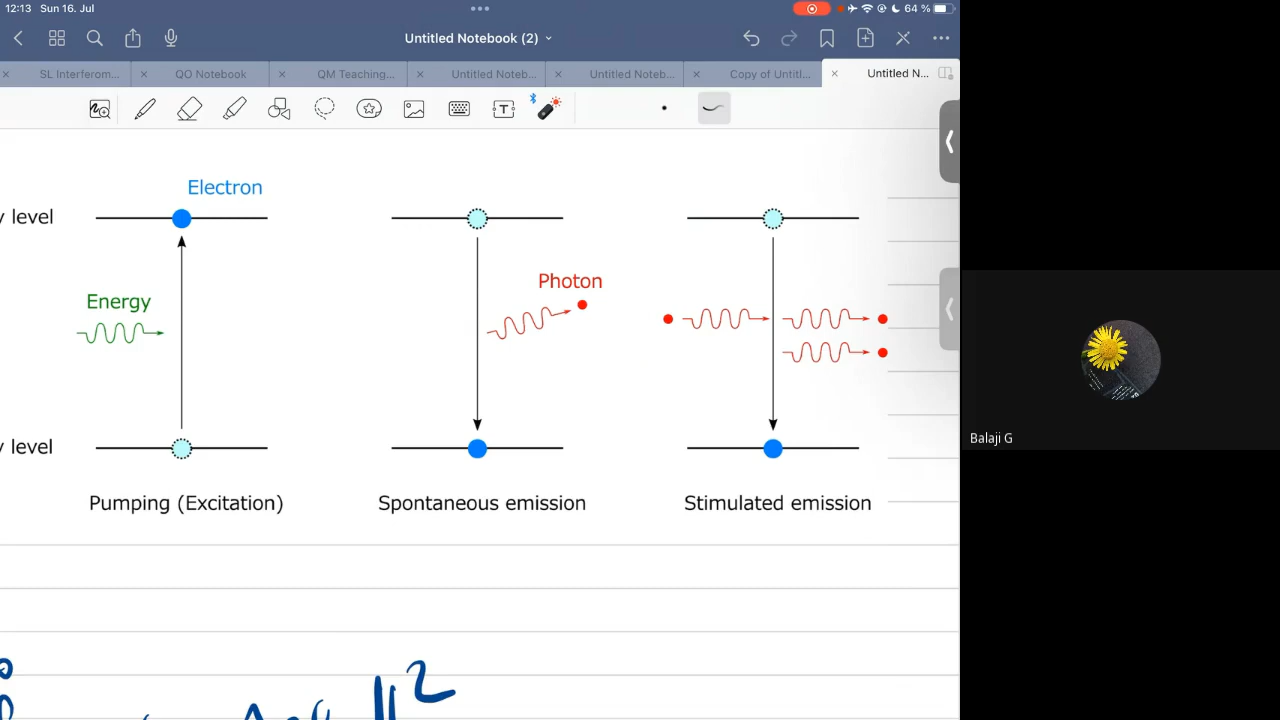 12:13 Sun 16. Jul
64 %
Untitled Notebook (2)
SL Interferom... QO Notebook QM Teaching... Untitled Noteb... Untitled Noteb... Copy of Untitl... Untitled N...
T
Electron
level
Photon
Energy
level
Balaji G
Pumping (Excitation) Spontaneous emission Stimulated emission
2